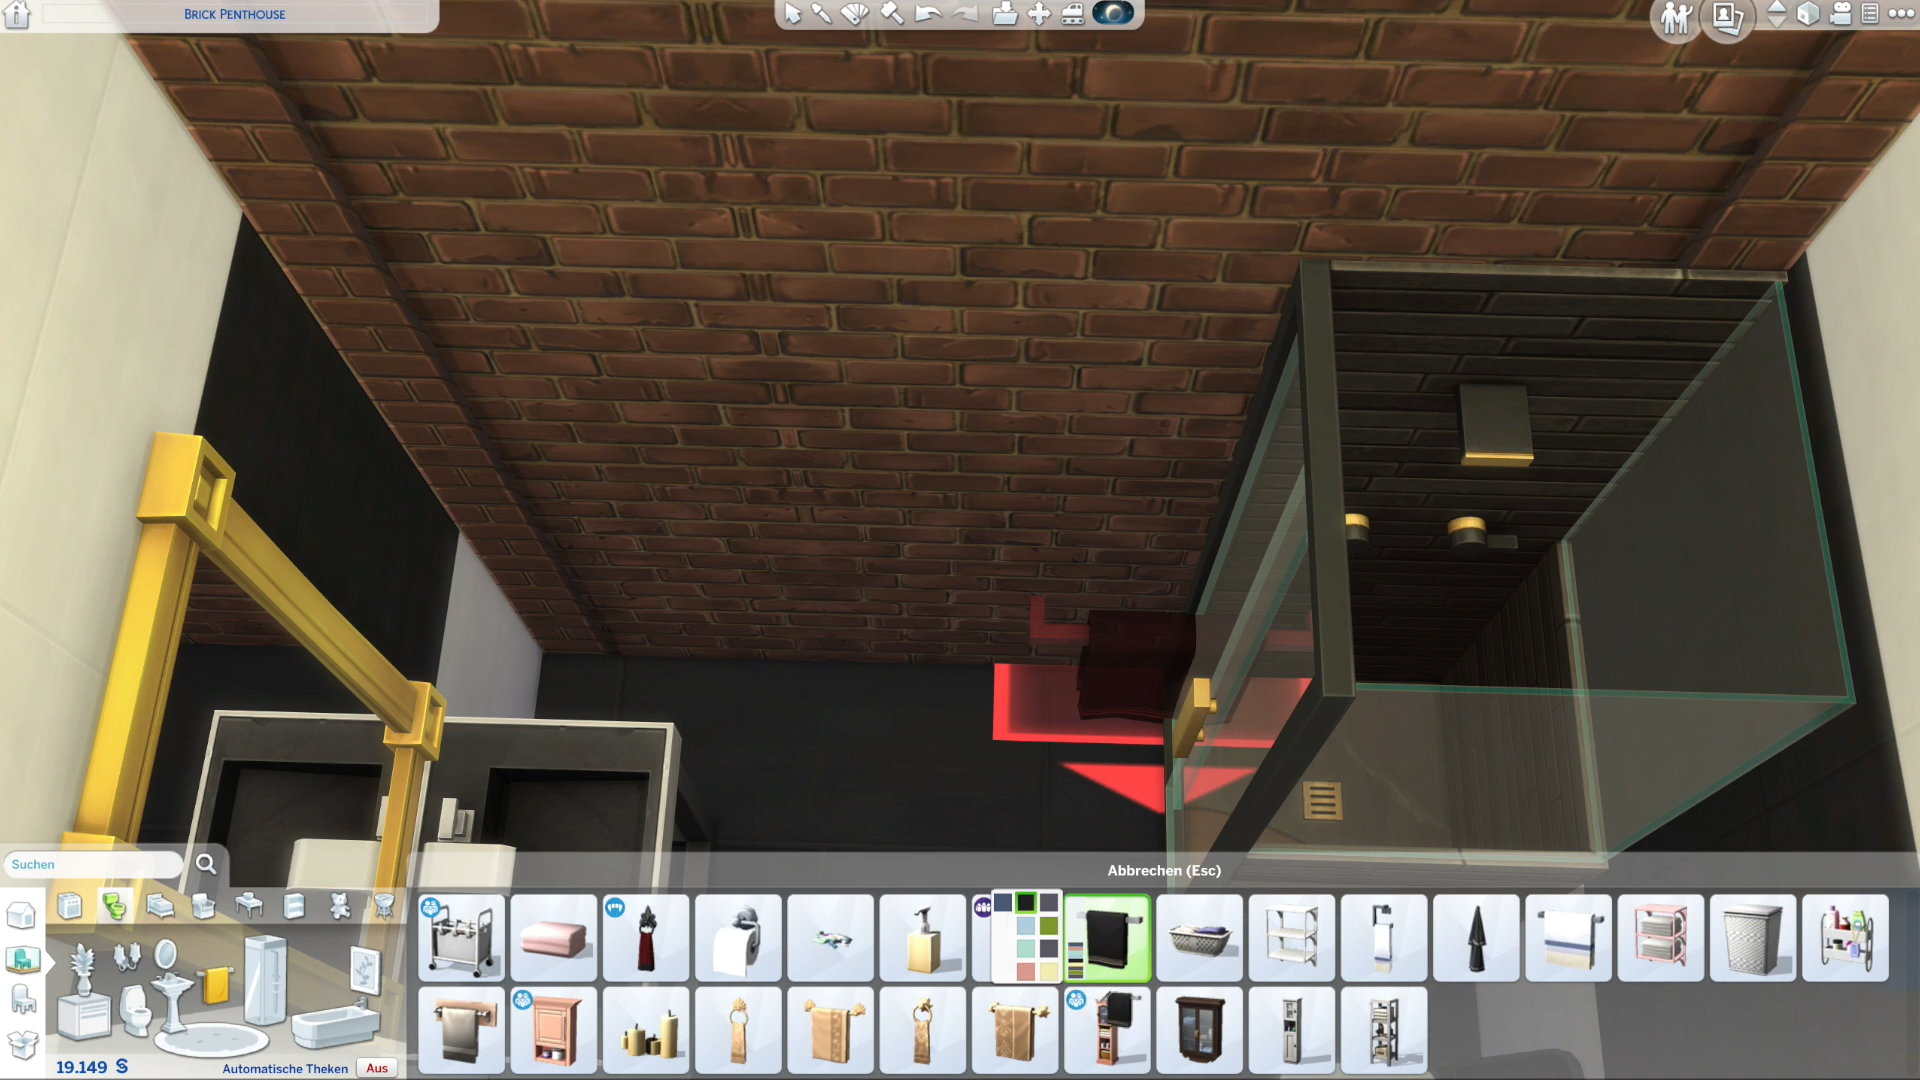 Brick Penthouse
Abbrechen (Esc)
Suchen
19.149 §
Automatische Theken Aus